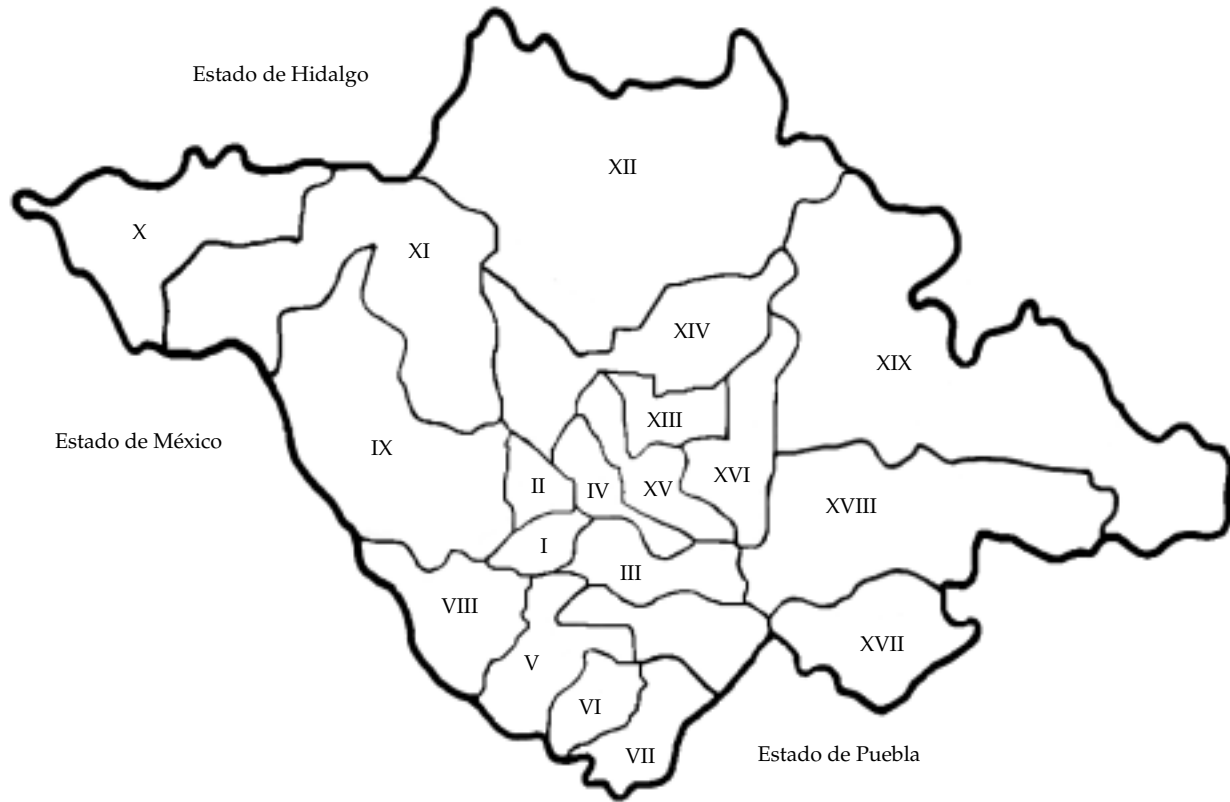 Estado de Hidalgo
XII
X
XI
XIV
XIX
XIII
Estado de México
IX
II
IV
XV
XVI
XVIII
I
III
VIII
V
XVII
VI
VII
Estado de Puebla